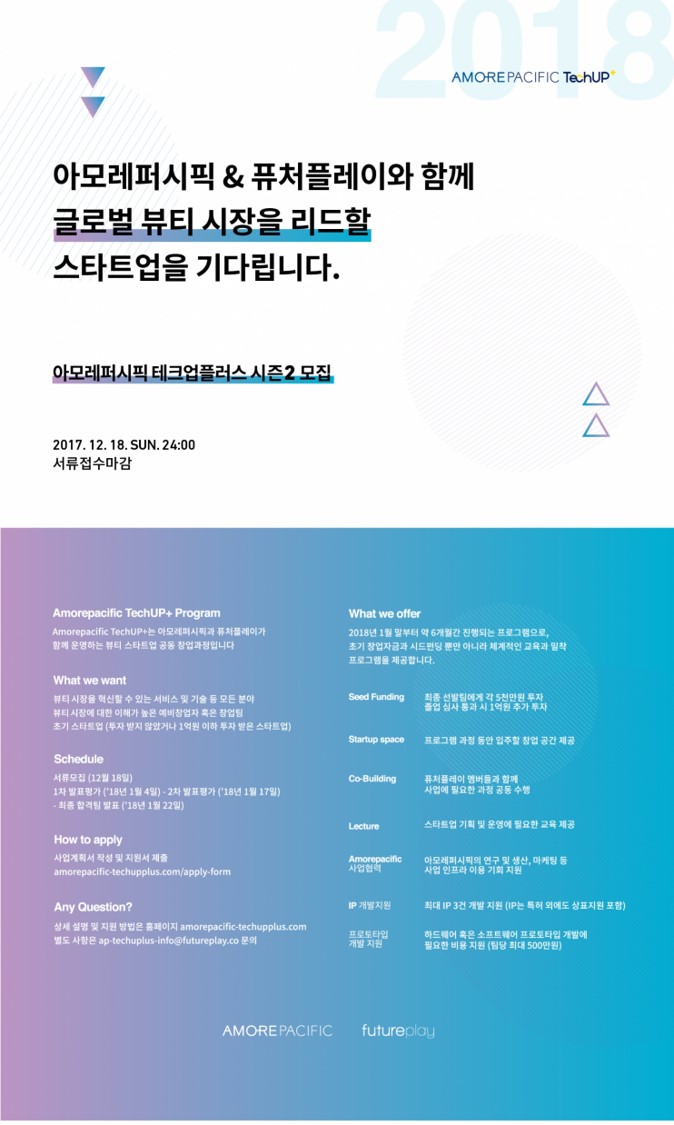 2018
AMOREPACIFIC TechUP+
아모레퍼시픽 & 퓨처플레이와 함께
글로벌 뷰티 시장을 리드할
스타트업을 기다립니다.
아모레퍼시픽 테크업플러스 시즌2 모집
2017. 12. 18. SUN. 24:00
서류접수마감
Amorepacific TechUP+ Program
Amorepacific TechUP+는 아모레퍼시픽과 퓨처플레이가
함께 운영하는 뷰티 스타트업 공동 창업과정입니다
What we want
뷰티 시장을 혁신할 수 있는 서비스 및 기술 등 모든 분야
뷰티 시장에 대한 이해가 높은 예비창업자 혹은 창업팀
초기 스타트업 (투자 받지 않았거나 1억원 이하 투자 받은 스타트업)
Schedule
서류모집 (12월 18일)
1차 발표평가 ('18년 1월 4일) - 2차 발표평가 ('18년 1월 17일)
- 최종 합격팀 발표 ('18년 1월 22일)
How to apply
사업계획서 작성 및 지원서 제출
amorepacific-techupplus.com/apply-form
Any Question?
상세 설명 및 지원 방법은 홈페이지 amorepacific-techupplus.com
별도 사항은 ap-techuplus-info@futureplay.co 문의
What we offer
2018년 1월 말부터 약 6개월간 진행되는 프로그램으로,
초기 창업자금과 시드펀딩 뿐만 아니라 체계적인 교육과 밀착
프로그램을 제공합니다.
Seed Funding 최종 선발팀에게 각 5천만원 투자
졸업 심사 통과 시 1억원 추가 투자
Startup space 프로그램 과정 동안 입주할 창업 공간 제공
Co-Building 퓨처플레이 멤버들과 함께
사업에 필요한 과정 공동 수행
Lecture 스타트업 기획 및 운영에 필요한 교육 제공
Amorepacific 아모레퍼시픽의 연구 및 생산, 마케팅 등
사업협력 사업 인프라 이용 기회 지원
IP 개발지원 최대 IP 3건 개발 지원 (IP는 특허 외에도 상표지원 포함)
프로토타입 하드웨어 혹은 소프트웨어 프로토타입 개발에
개발 지원 필요한 비용 지원 (팀당 최대 500만원)
AMOREPACIFIC futureplay